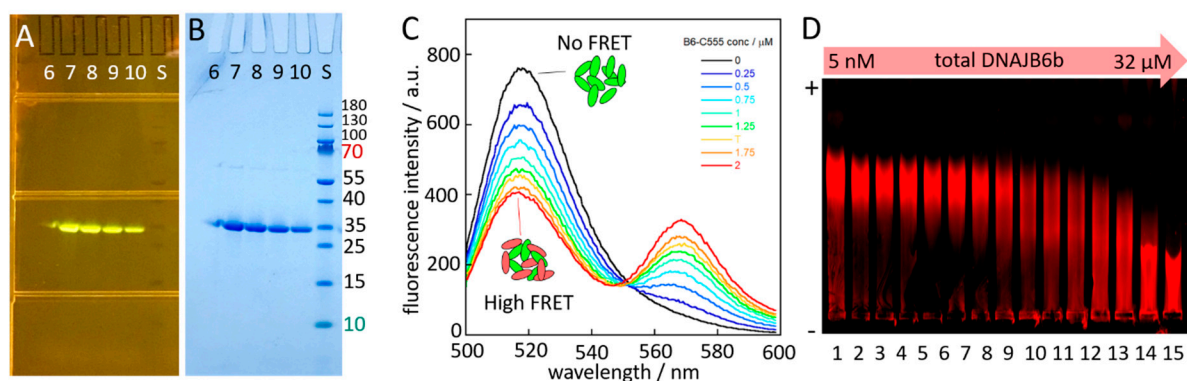 A
6 7 8 9 10 S
B
6 7 8 9 10 S
180
130
100
70
55
40
35
25
15
10
C
fluorescence intensity / a.u.
800
600
400
200
0
500 520 540 560 580 600
wavelength / nm
No FRET
High FRET
B6-C555 conc / μM
0
0.25
0.5
0.75
1
1.25
1.75
2
D
5 nM total DNAJB6b 32 μM
+
-
1 2 3 4 5 6 7 8 9 10 11 12 13 14 15